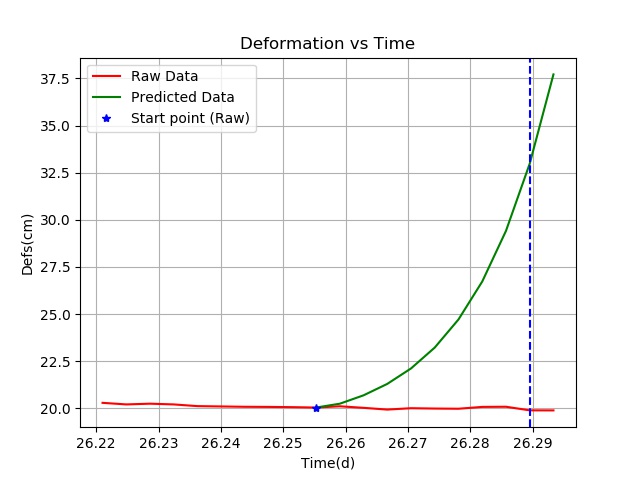 Deformation vs Time
Raw Data
Predicted Data
Start point (Raw)
37.5
35.0
32.5
30.0
27.5
25.0
22.5
20.0
Defs(cm)
26.22 26.23 26.24 26.25 26.26 26.27 26.28 26.29
Time(d)